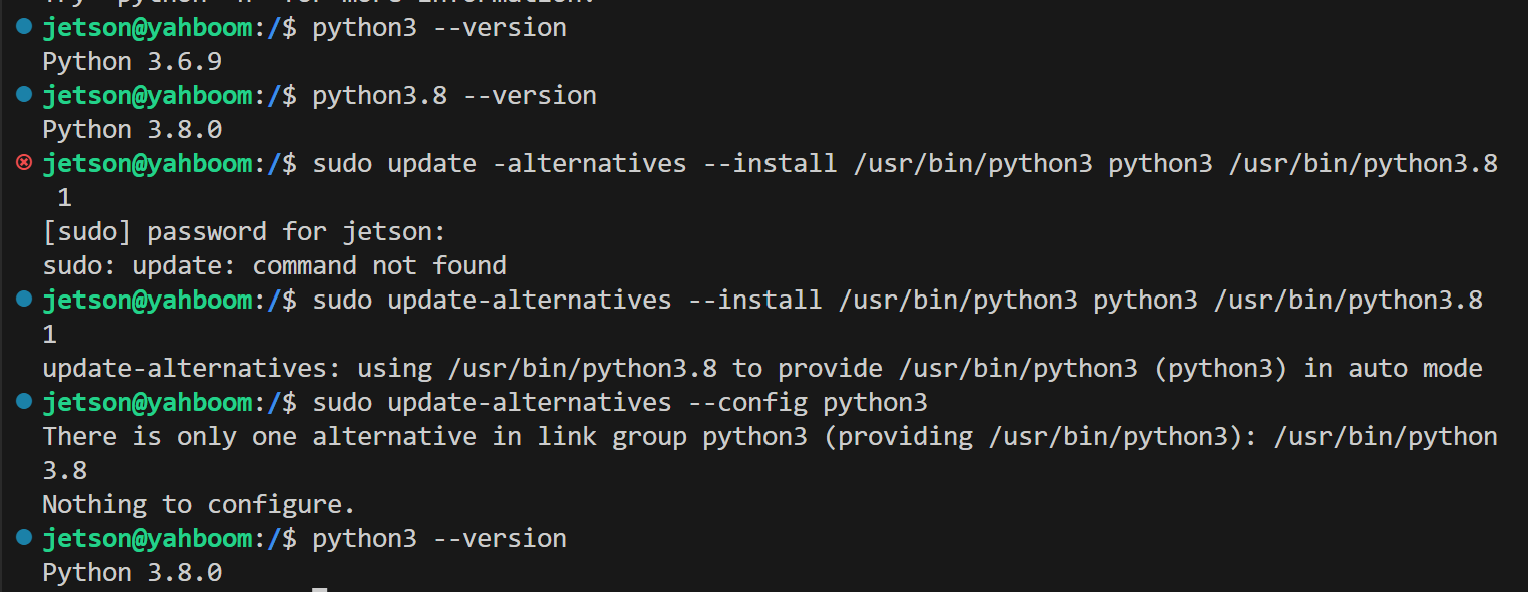 jetson@yahboom:/$ python3 --version
Python 3.6.9
jetson@yahboom:/$ python3.8 --version
Python 3.8.0
jetson@yahboom:/$ sudo update -alternatives --install /usr/bin/python3 python3 /usr/bin/python3.8
1
[sudo] password for jetson:
sudo: update: command not found
jetson@yahboom:/$ sudo update-alternatives --install /usr/bin/python3 python3 /usr/bin/python3.8
1
update-alternatives: using /usr/bin/python3.8 to provide /usr/bin/python3 (python3) in auto mode
jetson@yahboom:/$ sudo update-alternatives --config python3
There is only one alternative in link group python3 (providing /usr/bin/python3): /usr/bin/python
3.8
Nothing to configure.
jetson@yahboom:/$ python3 --version
Python 3.8.0